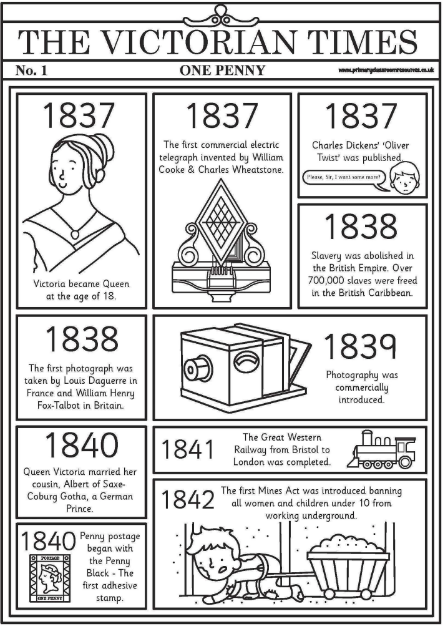 THE VICTORIAN TIMES
No. 1
ONE PENNY
www.primaryclassroomresources.co.uk
1837
Victoria became Queen
at the age of 18.
1837
The first commercial electric
telegraph invented by William
Cooke & Charles Wheatstone.
1837
Charles Dickens' 'Oliver
Twist' was published.
Please, Sir, I want some more?
1838
Slavery was abolished in
the British Empire. Over
700,000 slaves were freed
in the British Caribbean.
1838
The first photograph was
taken by Louis Daguerre in
France and William Henry
Fox-Talbot in Britain.
1839
Photography was
commercially
introduced.
1840
Queen Victoria married her
cousin, Albert of Saxe-
Coburg Gotha, a German
Prince.
1841
The Great Western
Railway from Bristol to
London was completed.
1840
Penny postage
began with
the Penny
Black - The
first adhesive
stamp.
POSTAGE
ONE PENNY
1842
The first Mines Act was introduced banning
all women and children under 10 from
working underground.